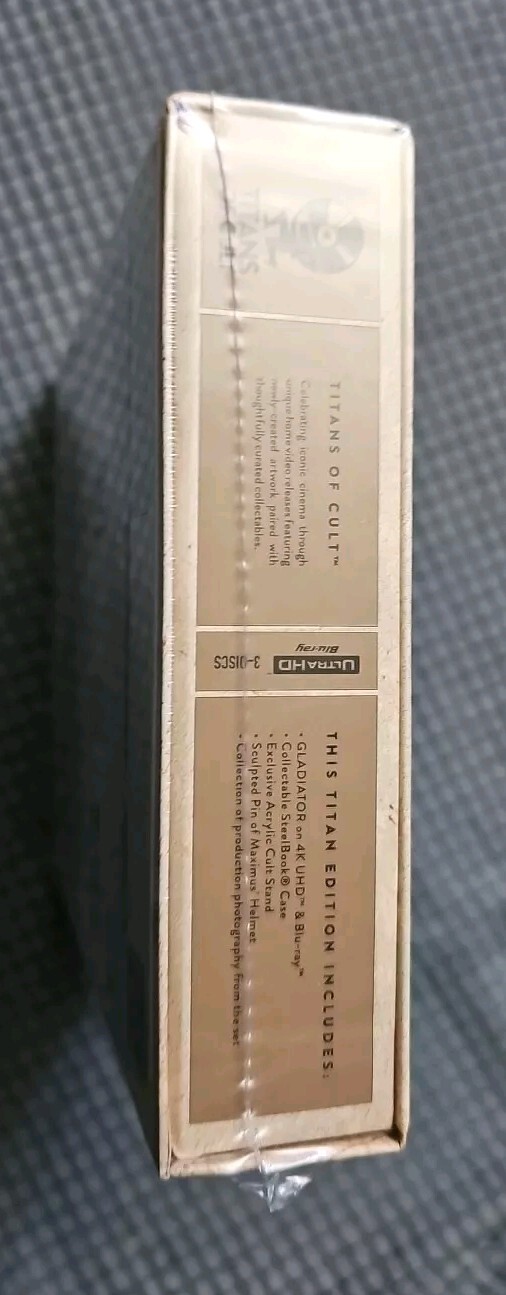 TITANS
CULT
TITANS OF CULT™
Celebrating iconic cinema through
unique home video releases featuring
newly-created artwork paired with
thoughtfully curated collectables.
ULTRA HD
Blu-ray
3-DISCS
THIS TITAN EDITION INCLUDES:
• GLADIATOR on 4K UHD™ & Blu-ray™
• Collectable SteelBook® Case
• Exclusive Acrylic Cult Stand
• Sculpted Pin of Maximus' Helmet
• Collection of production photography from the set